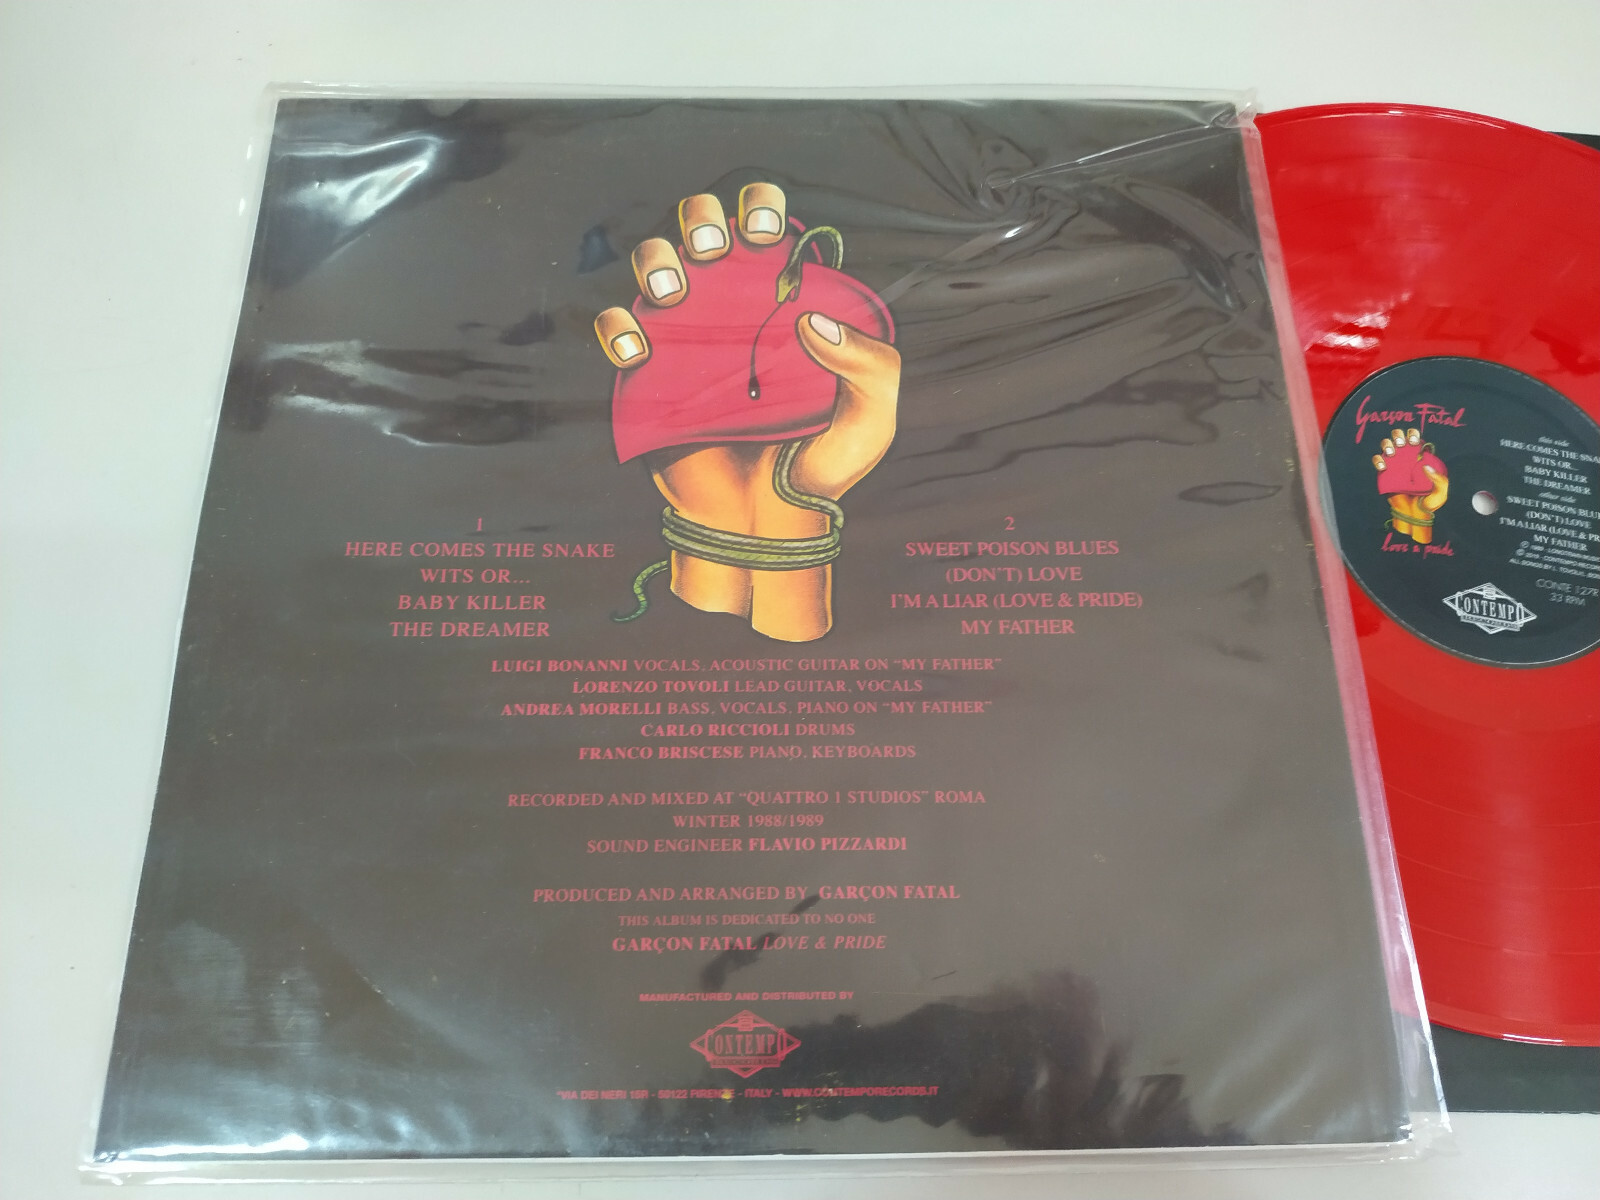 1
HERE COMES THE SNAKE
WITS OR...
BABY KILLER
THE DREAMER
2
SWEET POISON BLUES
(DON'T) LOVE
I'M A LIAR (LOVE & PRIDE)
MY FATHER
LUIGI BONANNI VOCALS, ACOUSTIC GUITAR ON "MY FATHER"
LORENZO TOVOLI LEAD GUITAR, VOCALS
ANDREA MORELLI BASS, VOCALS, PIANO ON "MY FATHER"
CARLO RICCIOLI DRUMS
FRANCO BRISCESE PIANO, KEYBOARDS
RECORDED AND MIXED AT "QUATTRO 1 STUDIOS" ROMA
WINTER 1988/1989
SOUND ENGINEER FLAVIO PIZZARDI
PRODUCED AND ARRANGED BY GARÇON FATAL
THIS ALBUM IS DEDICATED TO NO ONE
GARÇON FATAL LOVE & PRIDE
MANUFACTURED AND DISTRIBUTED BY
CONTEMPO
VIA DEI NERI 15R - 50122 FIRENZE - ITALY - WWW.CONTEMPORECORDS.IT
Garçon Fatal
love & pride
this side
HERE COMES THE SNA
WITS OR...
BABY KILLER
THE DREAMER
other side
SWEET POISON BLU
(DON'T) LOVE
I'M A LIAR (LOVE & PR
MY FATHER
CONTE 127R
33 RPM
CONTEMPO